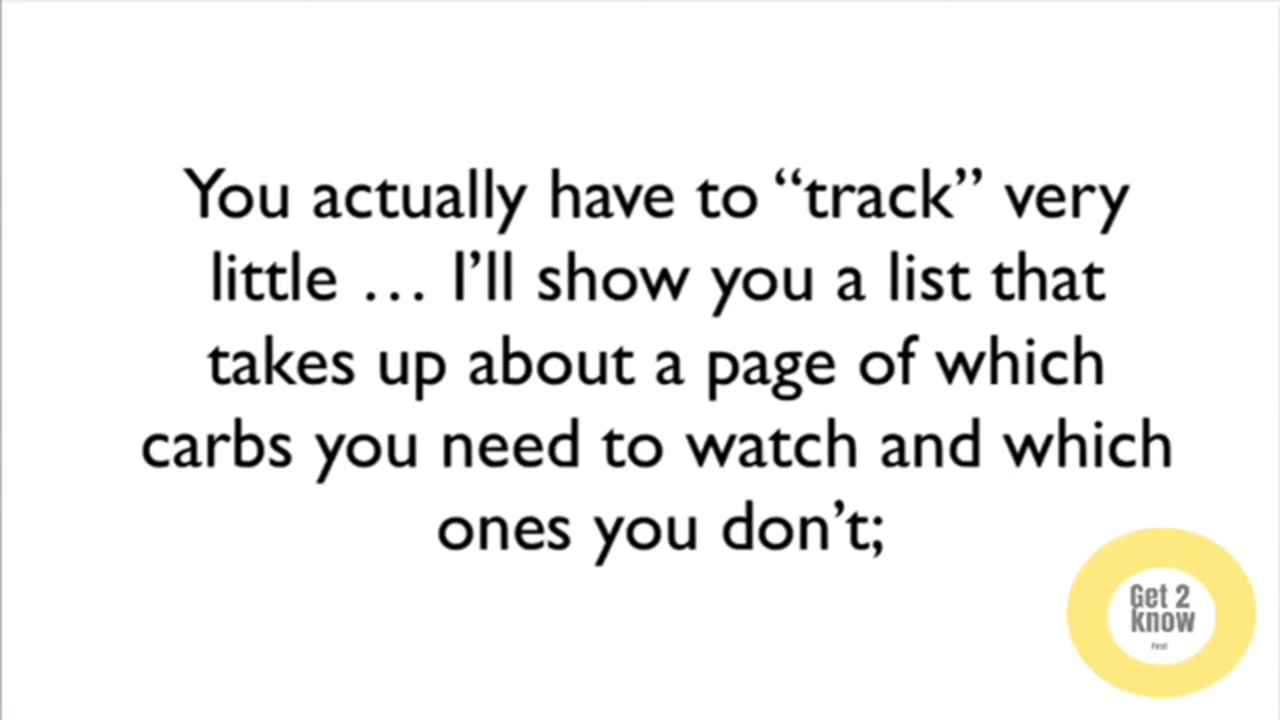 You actually have to “track” very
little … I’ll show you a list that
takes up about a page of which
carbs you need to watch and which
ones you don’t;
Get 2
know
First